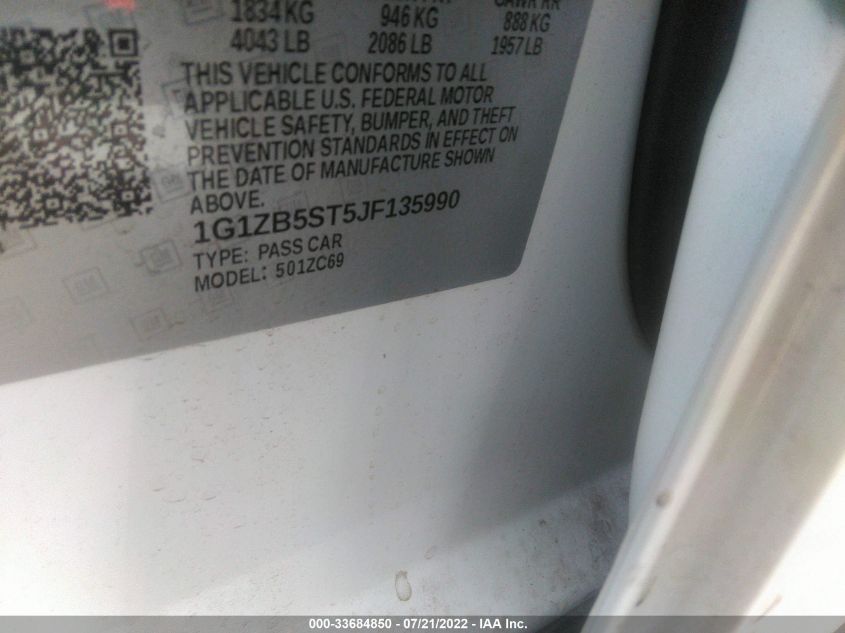 1834 KG 946 KG 888 KG
4043 LB 2086 LB 1957 LB
THIS VEHICLE CONFORMS TO ALL
APPLICABLE U.S. FEDERAL MOTOR
VEHICLE SAFETY, BUMPER, AND THEFT
PREVENTION STANDARDS IN EFFECT ON
THE DATE OF MANUFACTURE SHOWN
ABOVE.
1G1ZB5ST5JF135990
TYPE: PASS CAR
MODEL: 501ZC69
000-33684850 - 07/21/2022 - IAA Inc.